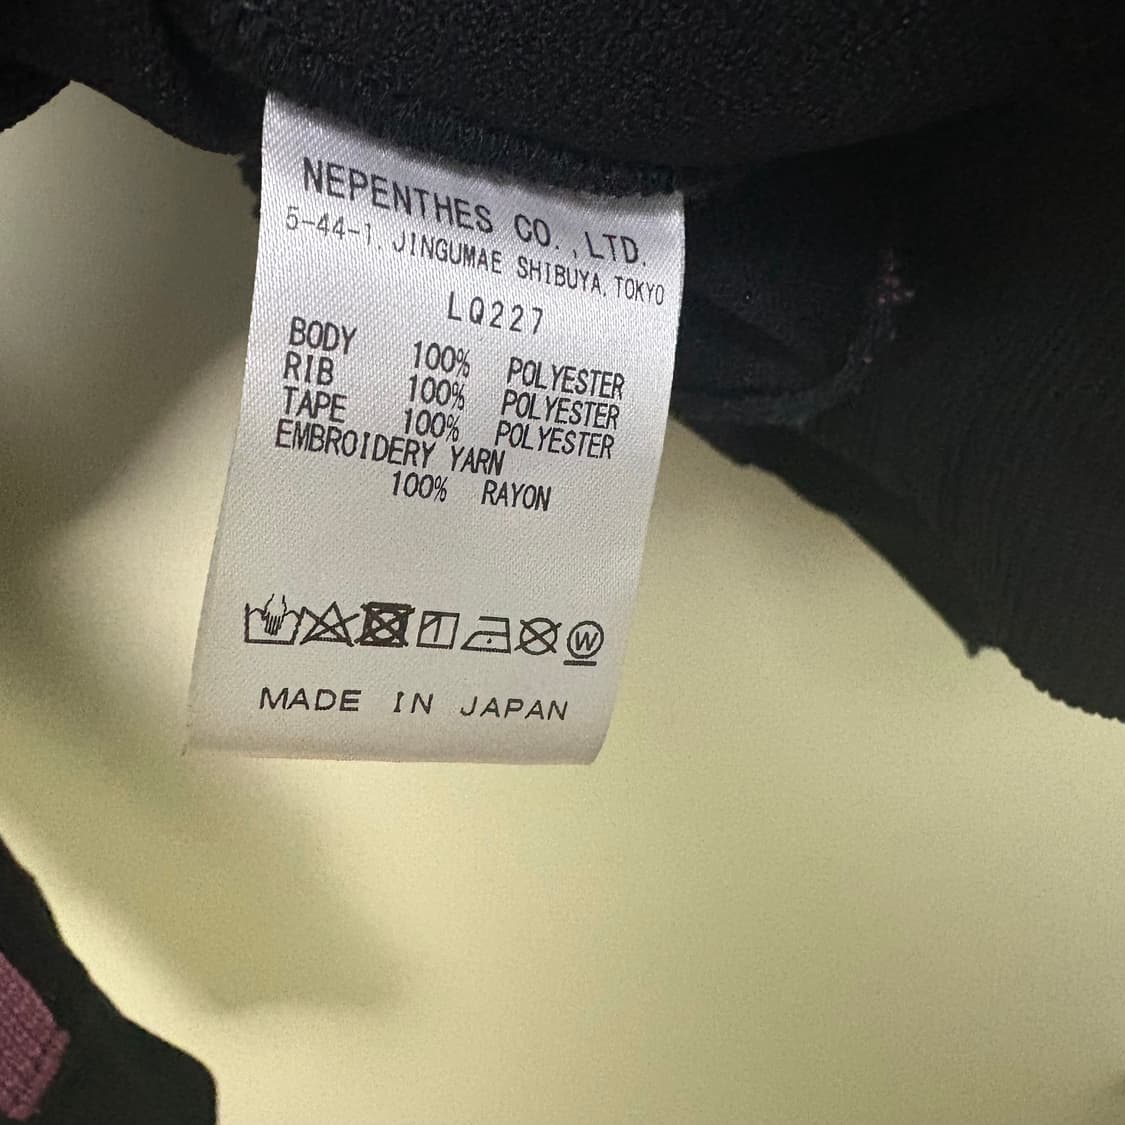 NEPENTHES CO.,LTD.
5-44-1, JINGUMAE SHIBUYA, TOKYO
LQ227
BODY 100% POLYESTER
RIB 100% POLYESTER
TAPE 100% POLYESTER
EMBROIDERY YARN
100% RAYON
W
MADE IN JAPAN